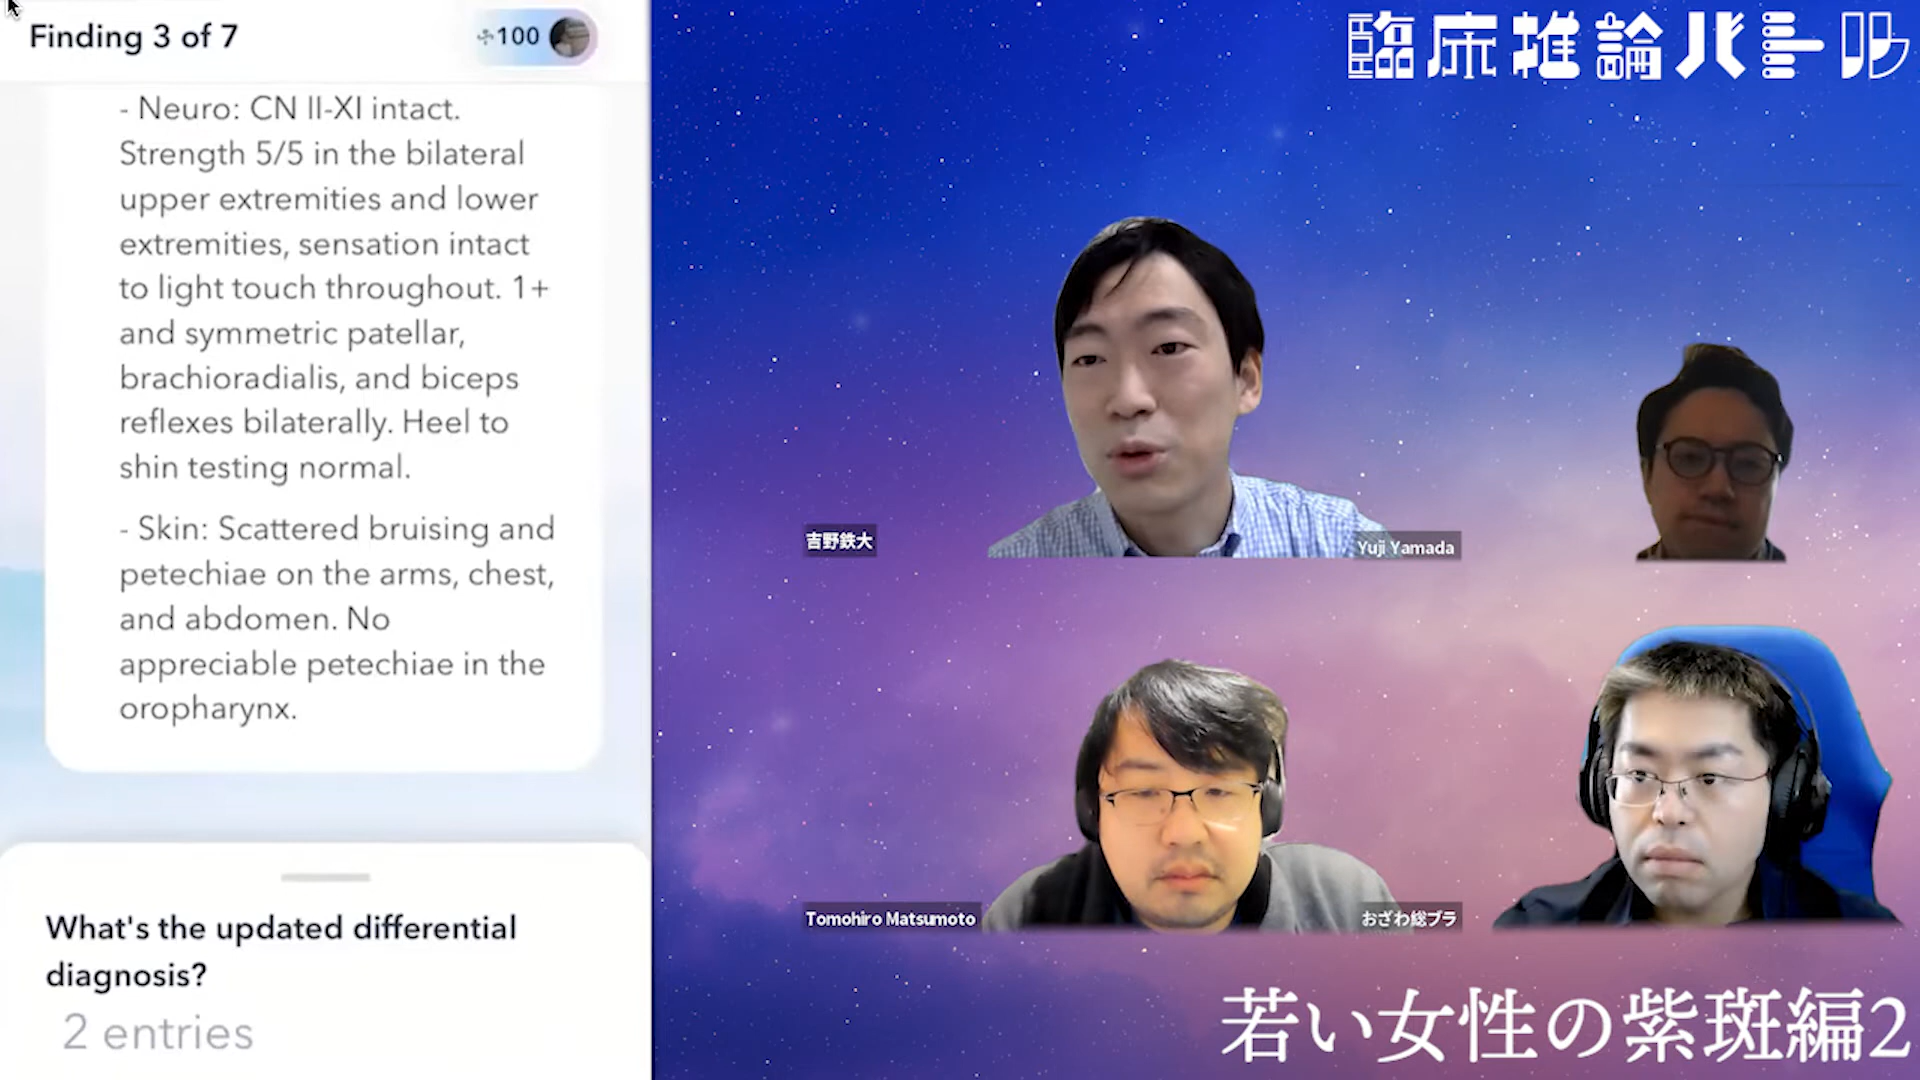 Finding 3 of 7
100
- Neuro: CN II-XI intact.
Strength 5/5 in the bilateral
upper extremities and lower
extremities, sensation intact
to light touch throughout. 1+
and symmetric patellar,
brachioradialis, and biceps
reflexes bilaterally. Heel to
shin testing normal.
- Skin: Scattered bruising and
petechiae on the arms, chest,
and abdomen. No
appreciable petechiae in the
oropharynx.
What's the updated differential
diagnosis?
2 entries
臨床推論バトル
吉野鉄大
Yuji Yamada
Tomohiro Matsumoto
おざわ総ブラ
若い女性の紫斑編2